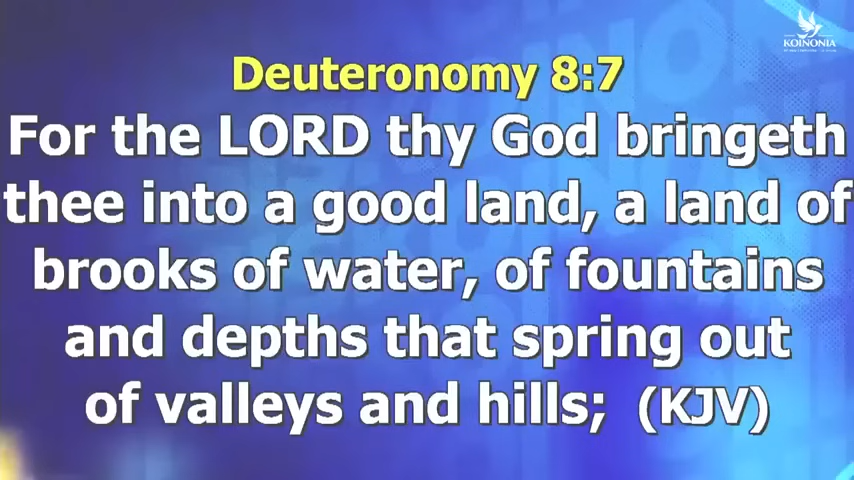 KOINONIA
Deuteronomy 8:7
For the LORD thy God bringeth
thee into a good land, a land of
brooks of water, of fountains
and depths that spring out
of valleys and hills; (KJV)